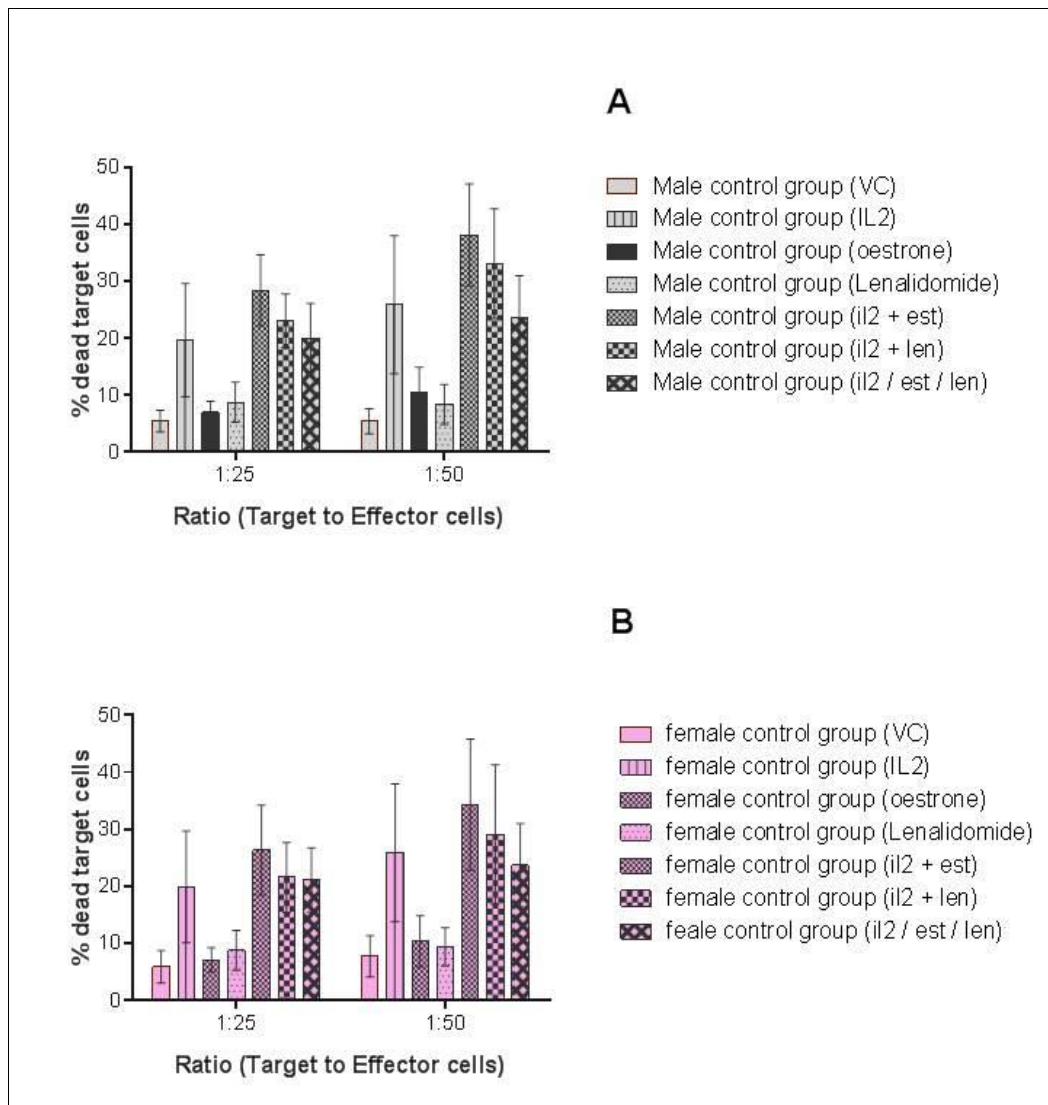 A
50
40
30
20
10
0
% dead target cells
1:25
1:50
Ratio (Target to Effector cells)
Male control group (VC)
Male control group (IL2)
Male control group (oestrone)
Male control group (Lenalidomide)
Male control group (il2 + est)
Male control group (il2 + len)
Male control group (il2 / est / len)
B
50
40
30
20
10
0
% dead target cells
1:25
1:50
Ratio (Target to Effector cells)
female control group (VC)
female control group (IL2)
female control group (oestrone)
female control group (Lenalidomide)
female control group (il2 + est)
female control group (il2 + len)
feale control group (il2 / est / len)